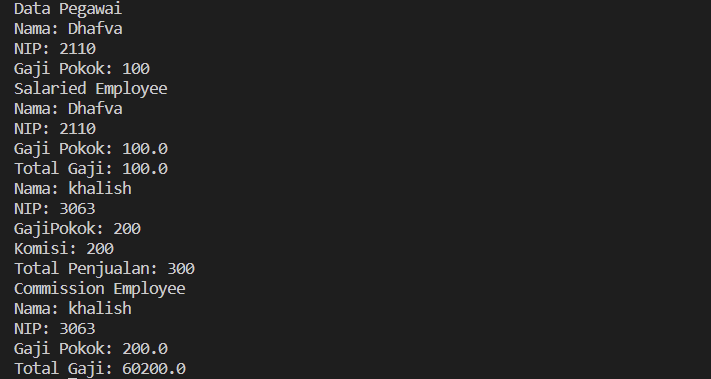 Data Pegawai
Nama: Dhafva
NIP: 2110
Gaji Pokok: 100
Salaried Employee
Nama: Dhafva
NIP: 2110
Gaji Pokok: 100.0
Total Gaji: 100.0
Nama: khalish
NIP: 3063
GajiPokok: 200
Komisi: 200
Total Penjualan: 300
Commission Employee
Nama: khalish
NIP: 3063
Gaji Pokok: 200.0
Total Gaji: 60200.0